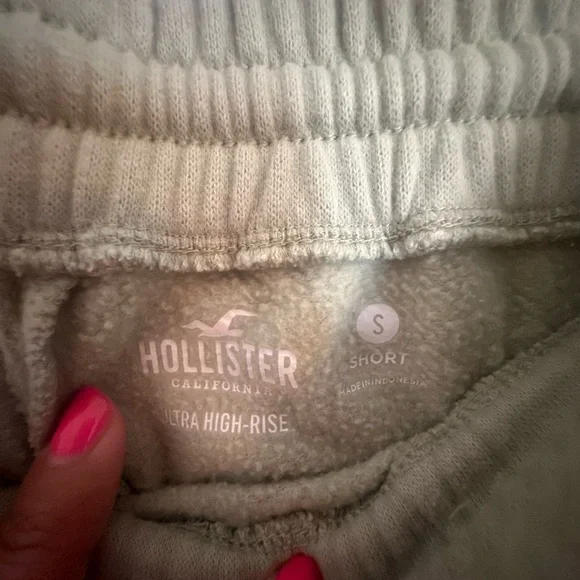 HOLLISTER
CALIFORNIA
ULTRA HIGH-RISE
S
SHORT
MADE IN INDONESIA